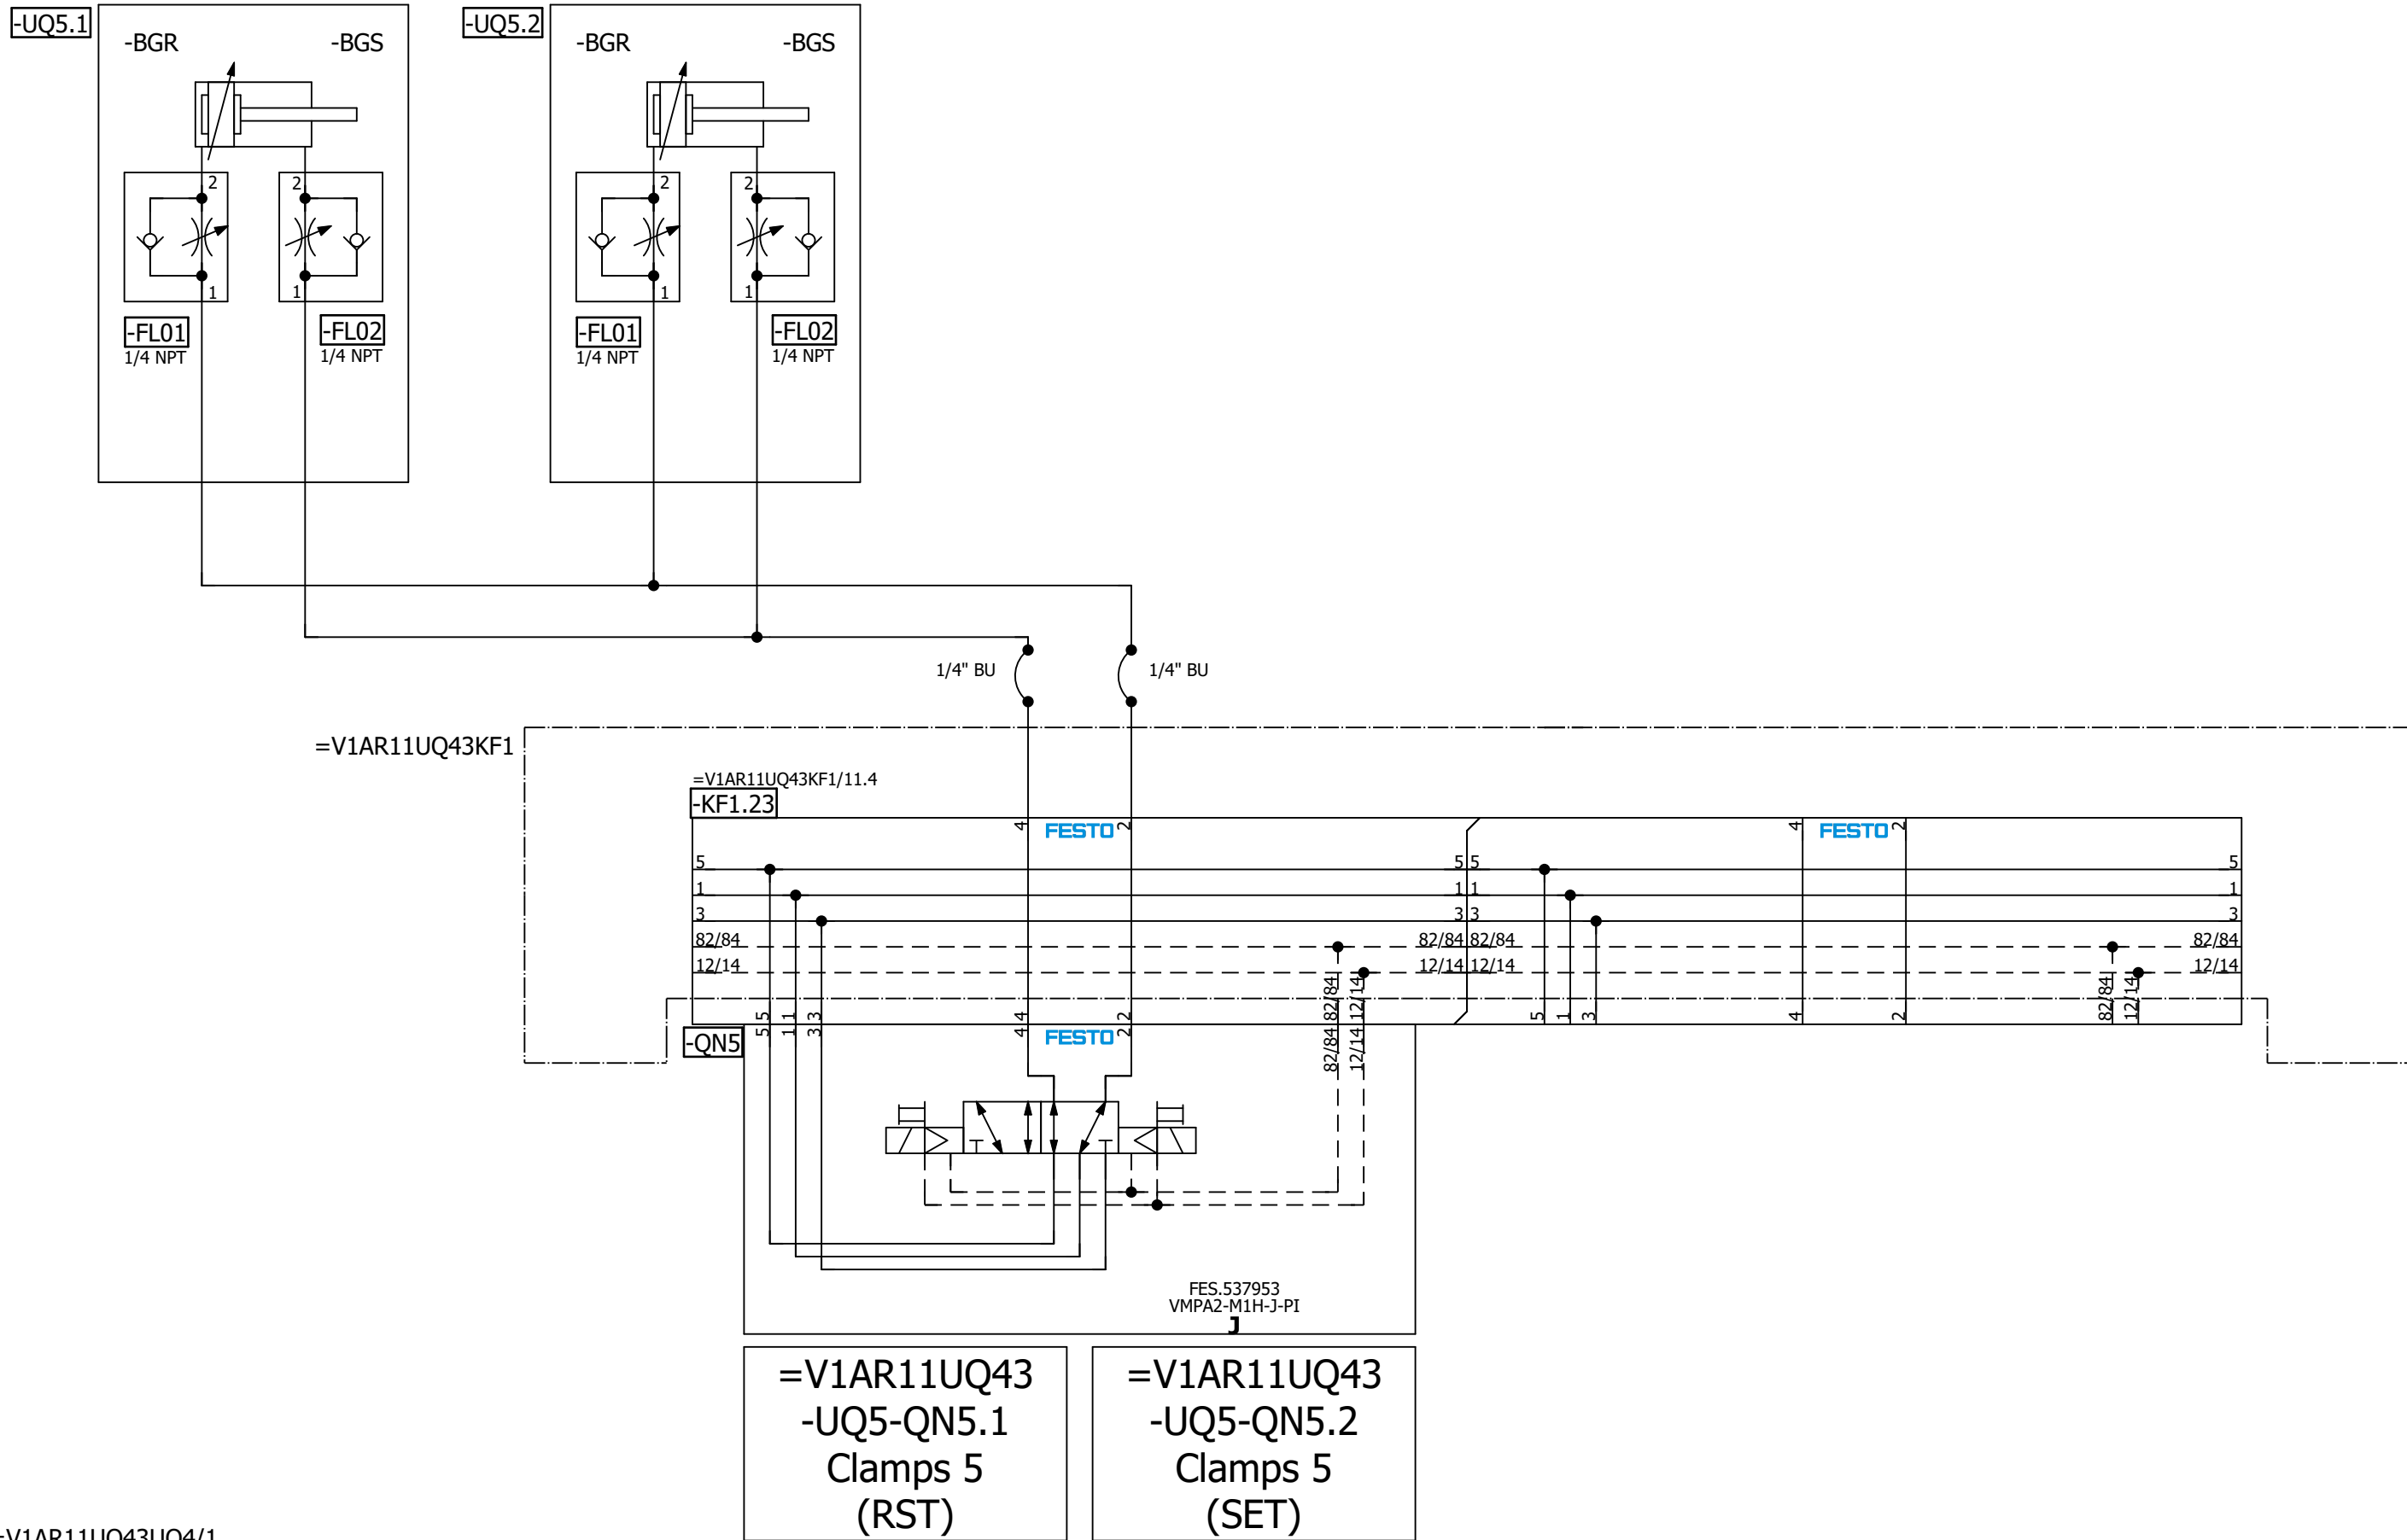 -UQ5.1
-BGR
-BGS
-UQ5.2
-BGR
-BGS
2
2
2
2
1
1
1
1
-FL01
1/4 NPT
-FL02
1/4 NPT
-FL01
1/4 NPT
-FL02
1/4 NPT
1/4" BU
1/4" BU
=V1AR11UQ43KF1
=V1AR11UQ43KF1/11.4
-KF1.23
4
FESTO
2
4
FESTO
2
5
5
5
5
1
1
1
1
3
3
3
3
82/84
82/84
82/84
82/84
12/14
12/14
12/14
12/14
5
1
3
4
2
82/84
12/14
5
1
3
4
2
82/84
12/14
-QN5
5
1
3
4
FESTO
2
82/84
12/14
FES.537953
VMPA2-M1H-J-PI
J
=V1AR11UQ43
-UQ5-QN5.1
Clamps 5
(RST)
=V1AR11UQ43
-UQ5-QN5.2
Clamps 5
(SET)
=V1AR11UQ43UQ4/1